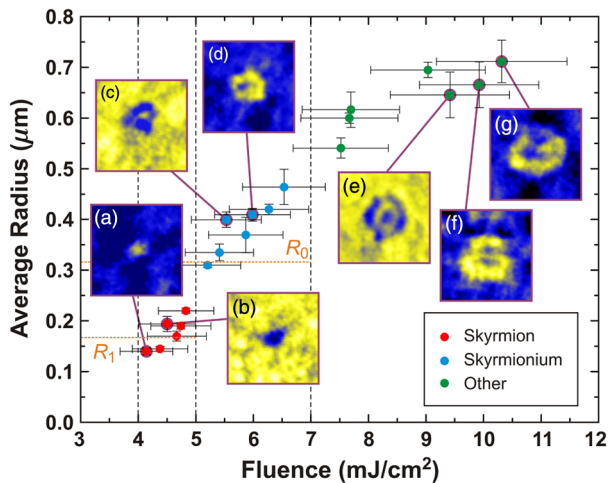 0.8
0.7
0.6
0.5
0.4
0.3
0.2
0.1
0.0
Average Radius (μm)
(a)
(b)
(c)
(d)
(e)
(f)
(g)
R0
R1
Skyrmion
Skyrmionium
Other
3 4 5 6 7 8 9 10 11 12
Fluence (mJ/cm²)